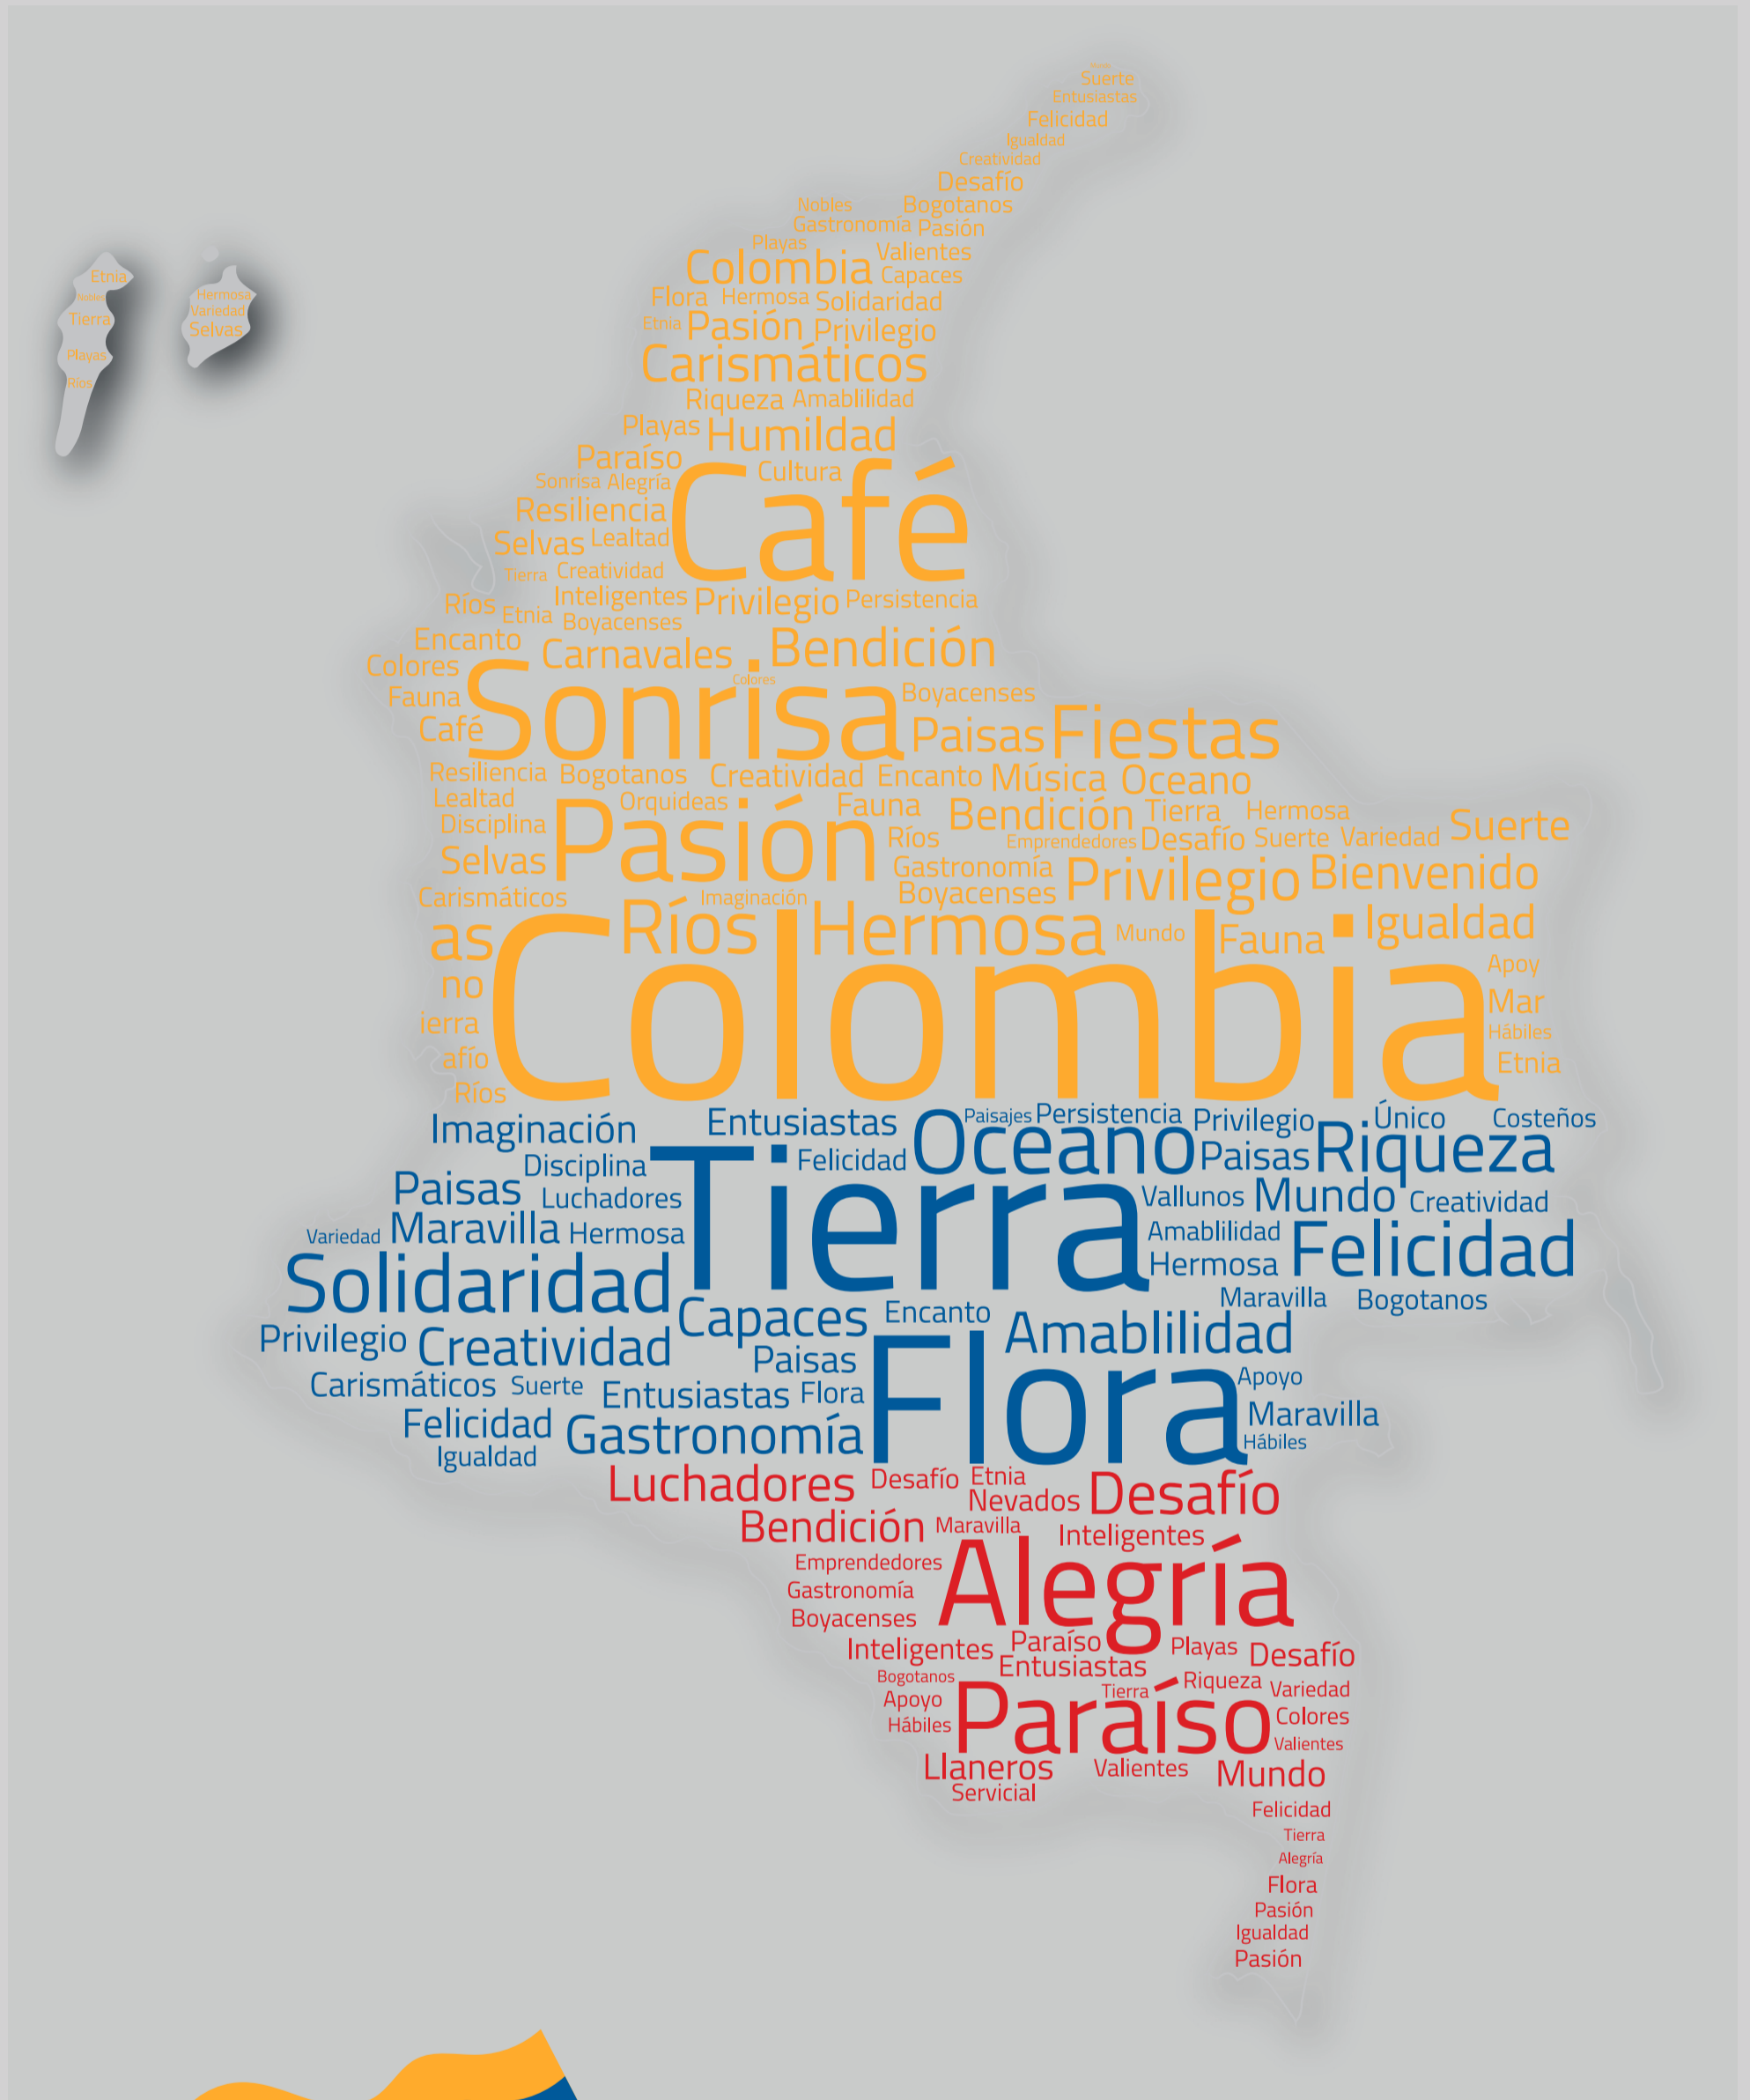 Suerte
Entusiastas
Felicidad
Igualdad
Creatividad
Desafío
Nobles Bogotanos
Gastronomía Pasión
Playas Valientes
Colombia Capaces
Flora Hermosa Solidaridad
Etnia Pasión Privilegio
Carismáticos
Riqueza Amablilidad
Playas Humildad
Paraíso Cultura
Café
Sonrisa Alegría
Resiliencia
Selvas Lealtad
Tierra Creatividad
Inteligentes Privilegio Persistencia
Ríos Etnia Boyacenses
Encanto Carnavales Bendición
Colores Colores
Sonrisa
Fauna Boyacenses
Café Paisas Fiestas
Resiliencia Bogotanos Creatividad Encanto Música Oceano
Lealtad Orquideas Fauna Bendición Tierra Hermosa
Disciplina Pasión Ríos Emprendedores Desafío Suerte Variedad Suerte
Selvas Gastronomía Privilegio Bienvenido
Carismáticos Imaginación Boyacenses
as Ríos Hermosa Mundo Fauna Igualdad
Colombia
no Apoy
Mar
ierra Hábiles
afío Etnia
Ríos
Etnia
Tierra
Playas
Ríos
Hermosa
Variedad
Selvas
Imaginación Entusiastas Oceano Paisajes Persistencia Privilegio Único Costeños
Disciplina Tierra Felicidad Paisas Riqueza
Paisas Luchadores Vallunos Mundo Creatividad
Variedad Maravilla Hermosa Amablilidad Felicidad
Solidaridad Hermosa
Capaces Encanto Maravilla Bogotanos
Privilegio Creatividad Amablilidad
Paisas Flora
Carismáticos Suerte Entusiastas Flora Apoyo
Felicidad Gastronomía Maravilla
Igualdad Hábiles
Luchadores Desafío Etnia Desafío
Nevados
Bendición Maravilla Inteligentes
Emprendedores Alegría
Gastronomía
Boyacenses
Inteligentes Paraíso Playas Desafío
Entusiastas
Bogotanos Tierra Riqueza Variedad
Apoyo Paraíso Colores
Hábiles Valientes
Llaneros Valientes Mundo
Servicial
Felicidad
Tierra
Alegría
Flora
Pasión
Igualdad
Pasión